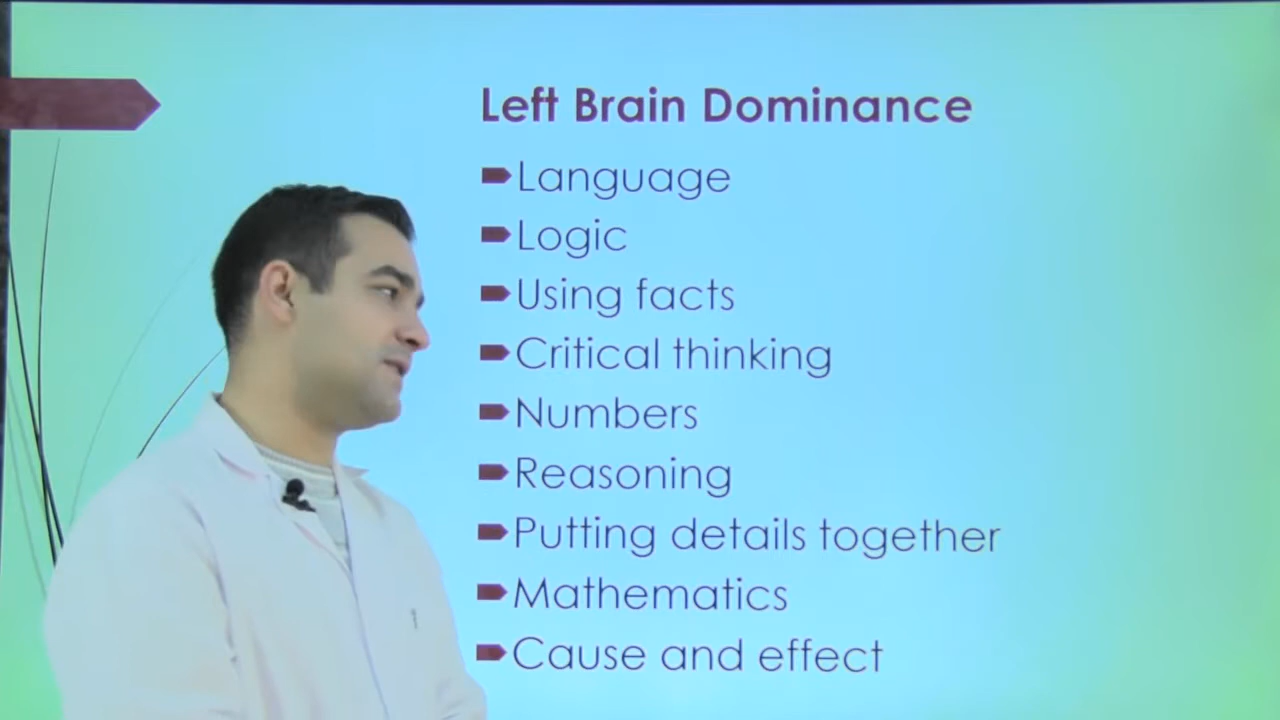 Left Brain Dominance
Language
Logic
Using facts
Critical thinking
Numbers
Reasoning
Putting details together
Mathematics
Cause and effect